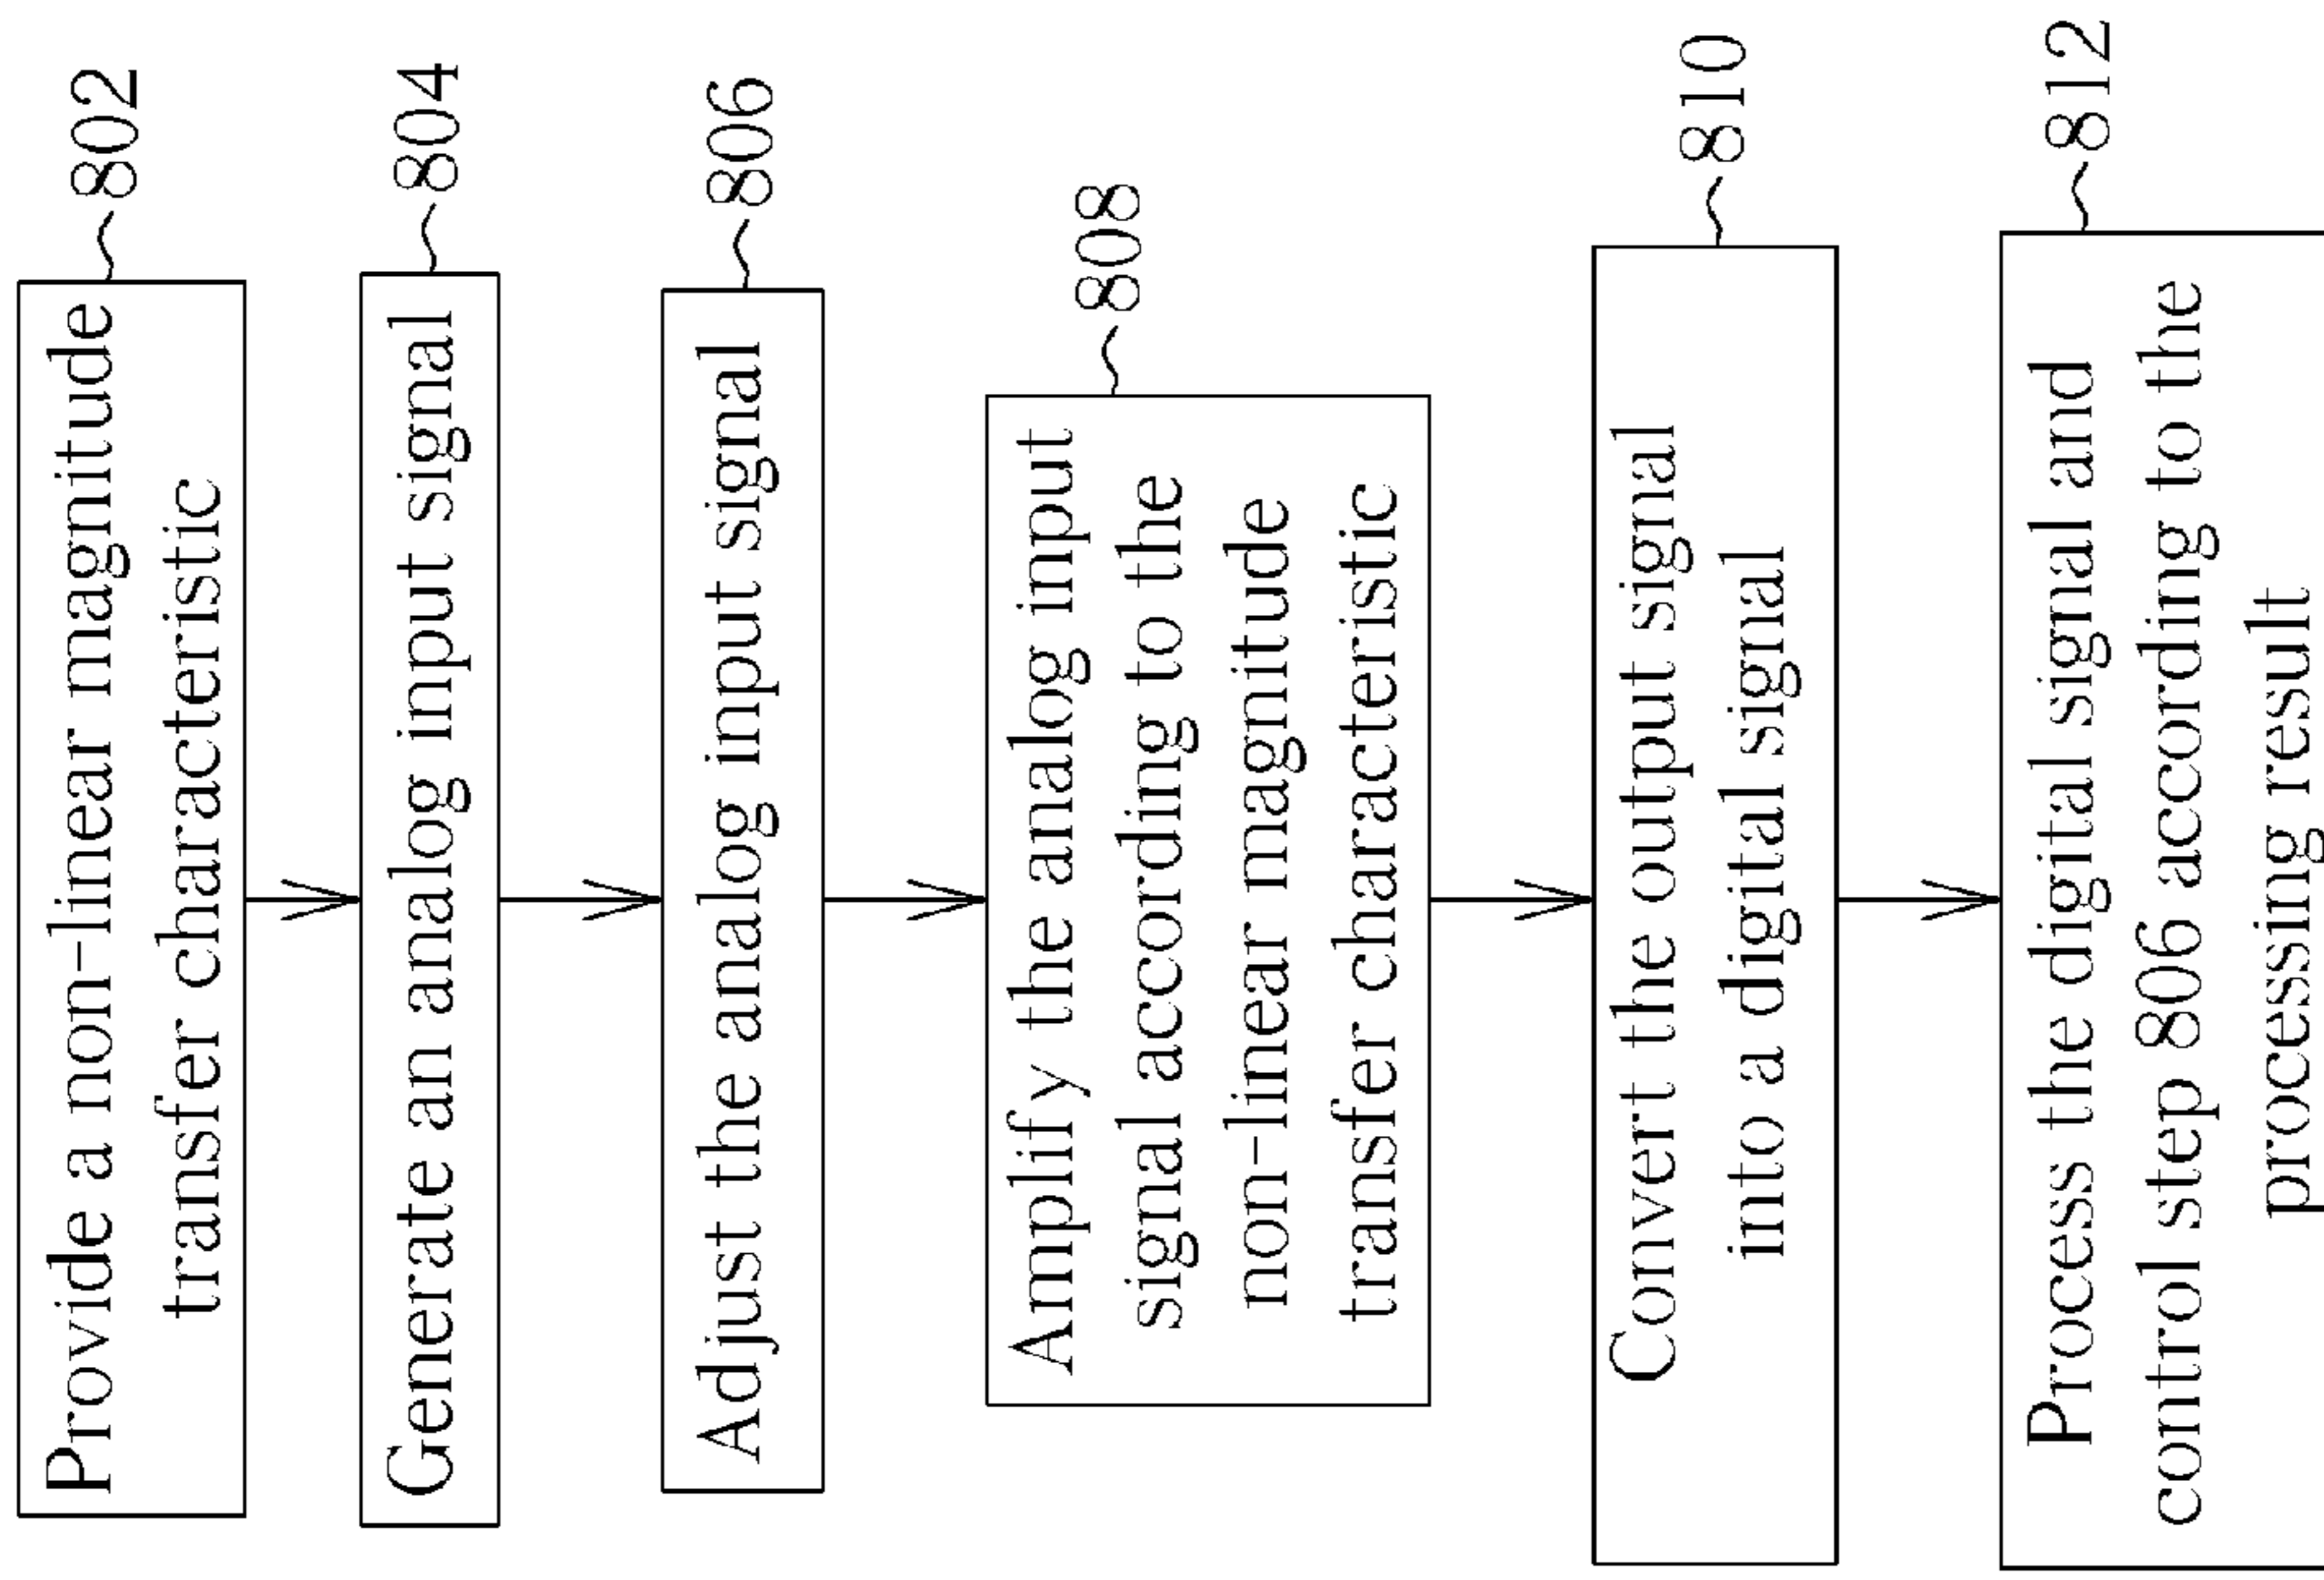 Provide a non-linear magnitude
transfer characteristic
802
Generate an analog input signal
804
Adjust the analog input signal
806
Amplify the analog input
signal according to the
non-linear magnitude
transfer characteristic
808
Convert the output signal
into a digital signal
810
Process the digital signal and
control step 806 according to the
processing result
812